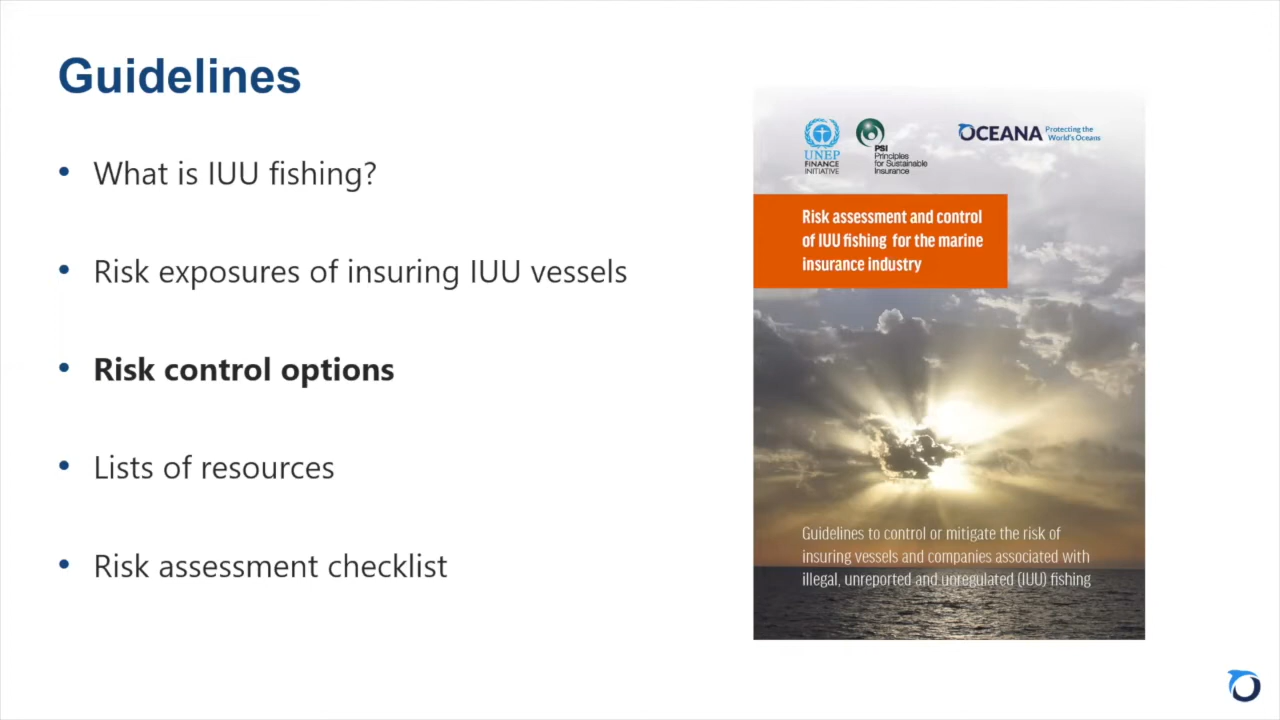 Guidelines
• What is IUU fishing?
• Risk exposures of insuring IUU vessels
• Risk control options
• Lists of resources
• Risk assessment checklist
UNEP
FINANCE
INITIATIVE
PSI
Principles
for Sustainable
Insurance
OCEANA
Protecting the
World's Oceans
Risk assessment and control
of IUU fishing for the marine
insurance industry
Guidelines to control or mitigate the risk of
insuring vessels and companies associated with
illegal, unreported and unregulated (IUU) fishing